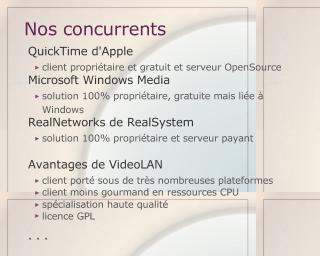 Nos concurrents
QuickTime d'Apple
client propriétaire et gratuit et serveur OpenSource
Microsoft Windows Media
solution 100% propriétaire, gratuite mais liée à
Windows
RealNetworks de RealSystem
solution 100% propriétaire et serveur payant
Avantages de VideoLAN
client porté sous de très nombreuses plateformes
client moins gourmand en ressources CPU
spécialisation haute qualité
licence GPL
. . .